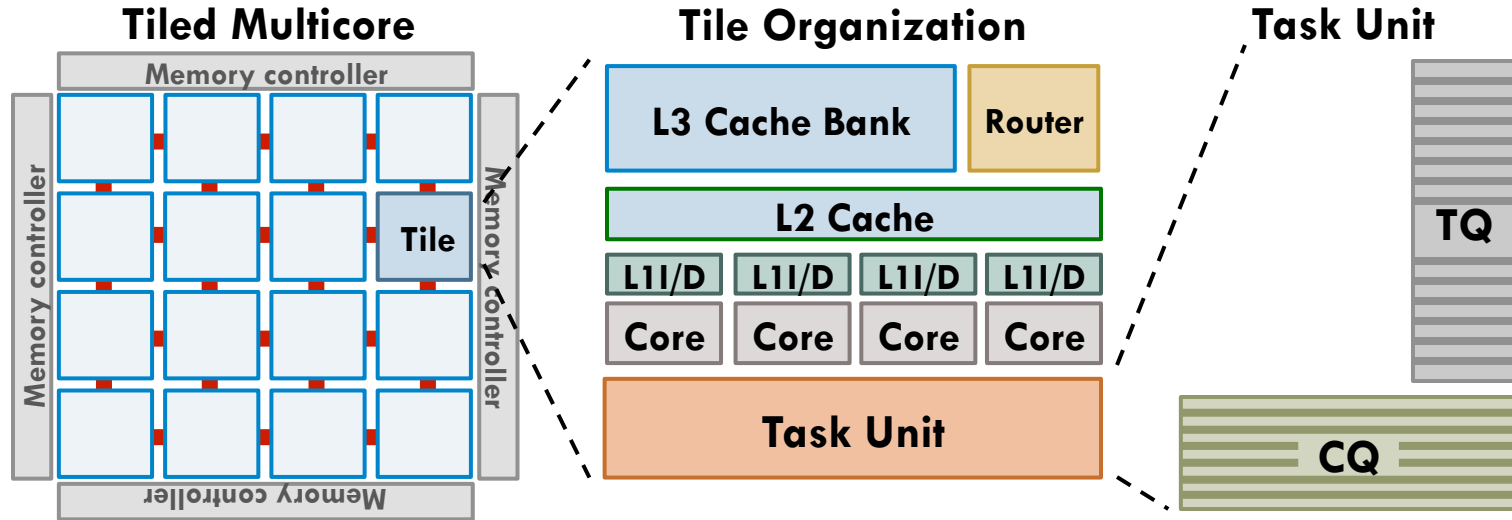 Tiled Multicore
Memory controller
Memory controller
Tile
Memory controller
Memory controller
Tile Organization
L3 Cache Bank
Router
L2 Cache
L1I/D
L1I/D
L1I/D
L1I/D
Core
Core
Core
Core
Task Unit
Task Unit
TQ
CQ